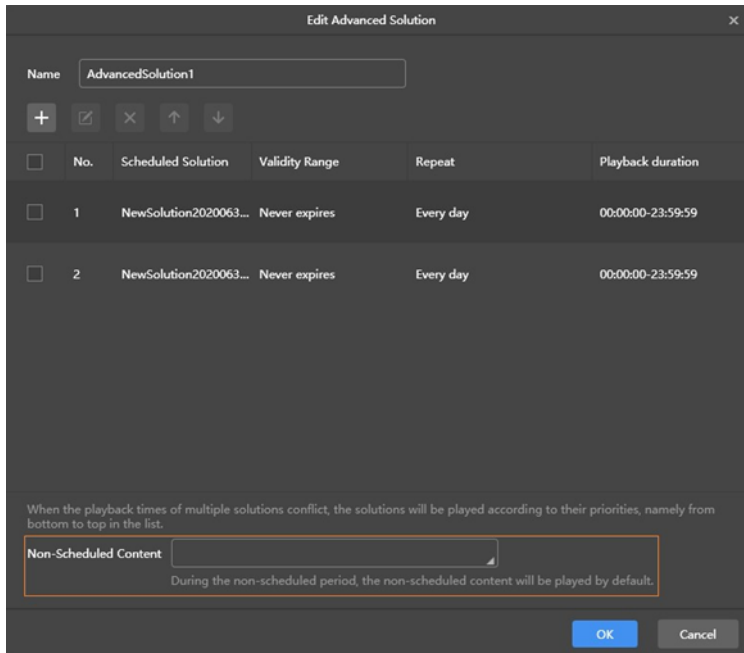 Edit Advanced Solution
Name AdvancedSolution1
No. Scheduled Solution Validity Range Repeat Playback duration
1 NewSolution2020063... Never expires Every day 00:00:00-23:59:59
2 NewSolution2020063... Never expires Every day 00:00:00-23:59:59
When the playback times of multiple solutions conflict, the solutions will be played according to their priorities, namely from
bottom to top in the list.
Non-Scheduled Content
During the non-scheduled period, the non-scheduled content will be played by default.
OK Cancel